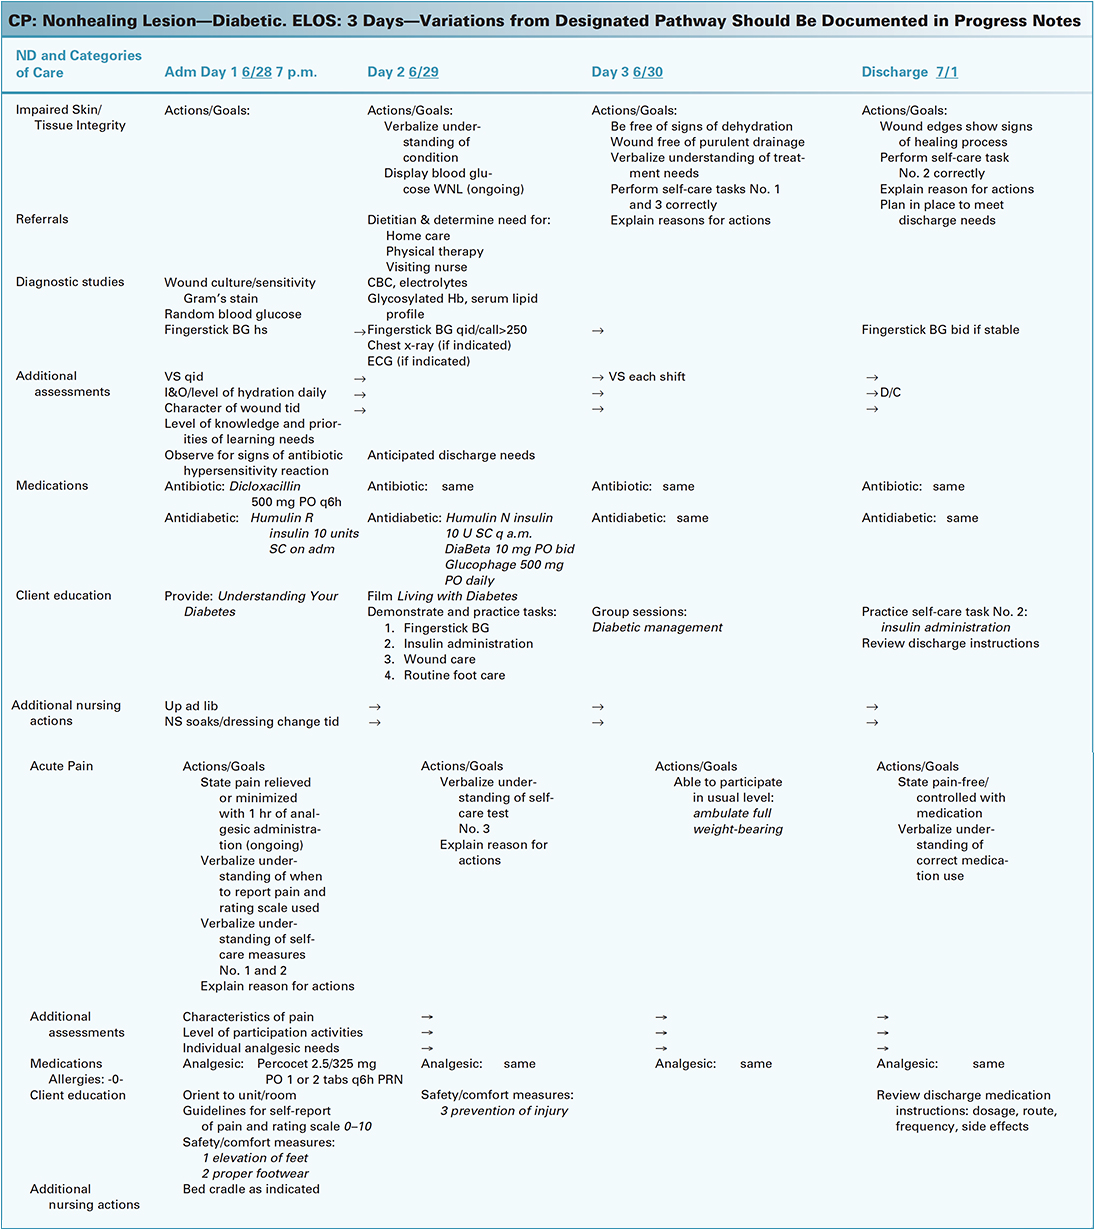 CP: Nonhealing Lesion—Diabetic. ELOS: 3 Days—Variations from Designated Pathway Should Be Documented in Progress Notes
ND and Categories
of Care
Adm Day 1 6/28 7 p.m.
Day 2 6/29
Day 3 6/30
Discharge 7/1
Impaired Skin/
Tissue Integrity
Actions/Goals:
Actions/Goals:
Verbalize under-
standing of
condition
Display blood glu-
cose WNL (ongoing)
Actions/Goals:
Be free of signs of dehydration
Wound free of purulent drainage
Verbalize understanding of treat-
ment needs
Perform self-care tasks No. 1
and 3 correctly
Explain reasons for actions
Actions/Goals:
Wound edges show signs
of healing process
Perform self-care task
No. 2 correctly
Explain reason for actions
Plan in place to meet
discharge needs
Referrals
Dietitian & determine need for:
Home care
Physical therapy
Visiting nurse
Diagnostic studies
Wound culture/sensitivity
Gram's stain
Random blood glucose
Fingerstick BG hs
CBC, electrolytes
Glycosylated Hb, serum lipid
profile
→Fingerstick BG qid/call>250
Chest x-ray (if indicated)
ECG (if indicated)
→
Fingerstick BG bid if stable
Additional
assessments
VS qid
I&O/level of hydration daily
Character of wound tid
Level of knowledge and prior-
ities of learning needs
Observe for signs of antibiotic
hypersensitivity reaction
→
→
→
Anticipated discharge needs
→ VS each shift
→
→
→
→D/C
→
Medications
Antibiotic: Dicloxacillin
500 mg PO q6h
Antidiabetic: Humulin R
insulin 10 units
SC on adm
Antibiotic: same
Antidiabetic: Humulin N insulin
10 U SC q a.m.
DiaBeta 10 mg PO bid
Glucophage 500 mg
PO daily
Antibiotic: same
Antidiabetic: same
Antibiotic: same
Antidiabetic: same
Client education
Provide: Understanding Your
Diabetes
Film Living with Diabetes
Demonstrate and practice tasks:
1. Fingerstick BG
2. Insulin administration
3. Wound care
4. Routine foot care
Group sessions:
Diabetic management
Practice self-care task No. 2:
insulin administration
Review discharge instructions
Additional nursing
actions
Up ad lib
NS soaks/dressing change tid
→
→
→
→
→
→
Acute Pain
Actions/Goals
State pain relieved
or minimized
with 1 hr of anal-
gesic administra-
tion (ongoing)
Verbalize under-
standing of when
to report pain and
rating scale used
Verbalize under-
standing of self-
care measures
No. 1 and 2
Explain reason for actions
Actions/Goals
Verbalize under-
standing of self-
care test
No. 3
Explain reason for
actions
Actions/Goals
Able to participate
in usual level:
ambulate full
weight-bearing
Actions/Goals
State pain-free/
controlled with
medication
Verbalize under-
standing of
correct medica-
tion use
Additional
assessments
Characteristics of pain
Level of participation activities
Individual analgesic needs
→
→
→
→
→
→
→
→
→
Medications
Allergies: -0-
Analgesic: Percocet 2.5/325 mg
PO 1 or 2 tabs q6h PRN
Analgesic: same
Analgesic: same
Analgesic: same
Client education
Orient to unit/room
Guidelines for self-report
of pain and rating scale 0–10
Safety/comfort measures:
1 elevation of feet
2 proper footwear
Safety/comfort measures:
3 prevention of injury
Review discharge medication
instructions: dosage, route,
frequency, side effects
Additional
nursing actions
Bed cradle as indicated